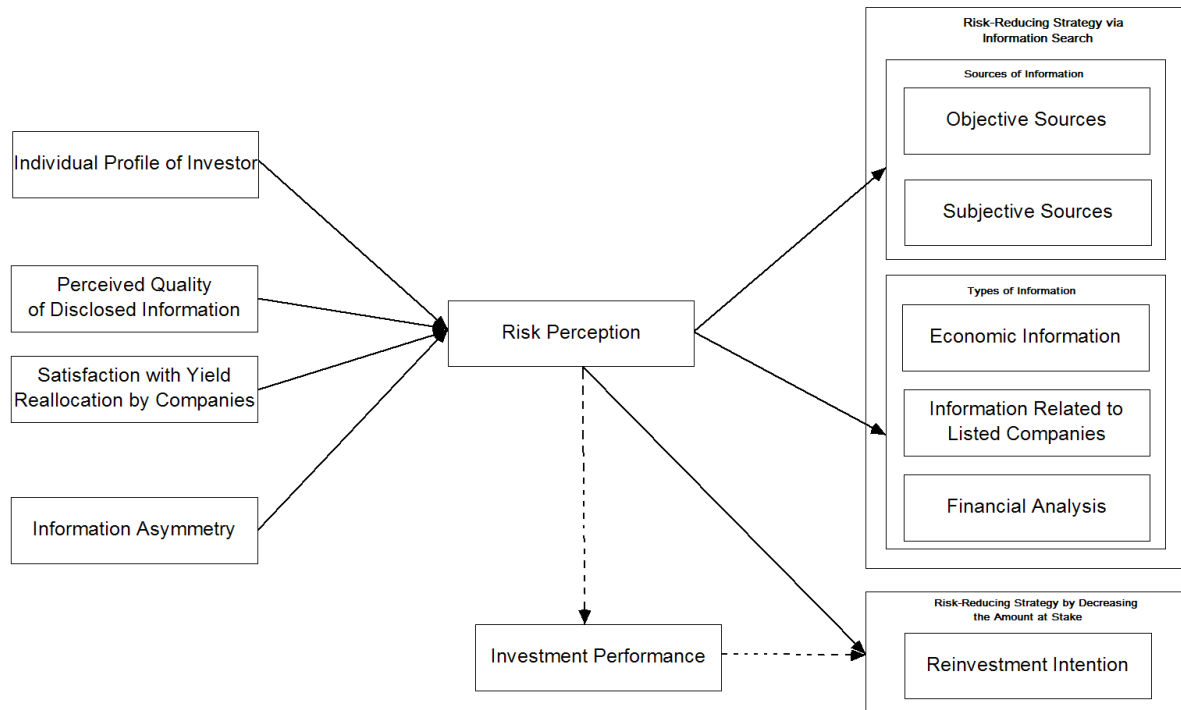 Risk-Reducing Strategy via
Information Search
Sources of Information
Objective Sources
Subjective Sources
Individual Profile of Investor
Perceived Quality
of Disclosed Information
Satisfaction with Yield
Reallocation by Companies
Information Asymmetry
Risk Perception
Types of Information
Economic Information
Information Related to
Listed Companies
Financial Analysis
Investment Performance
Risk-Reducing Strategy by Decreasing
the Amount at Stake
Reinvestment Intention